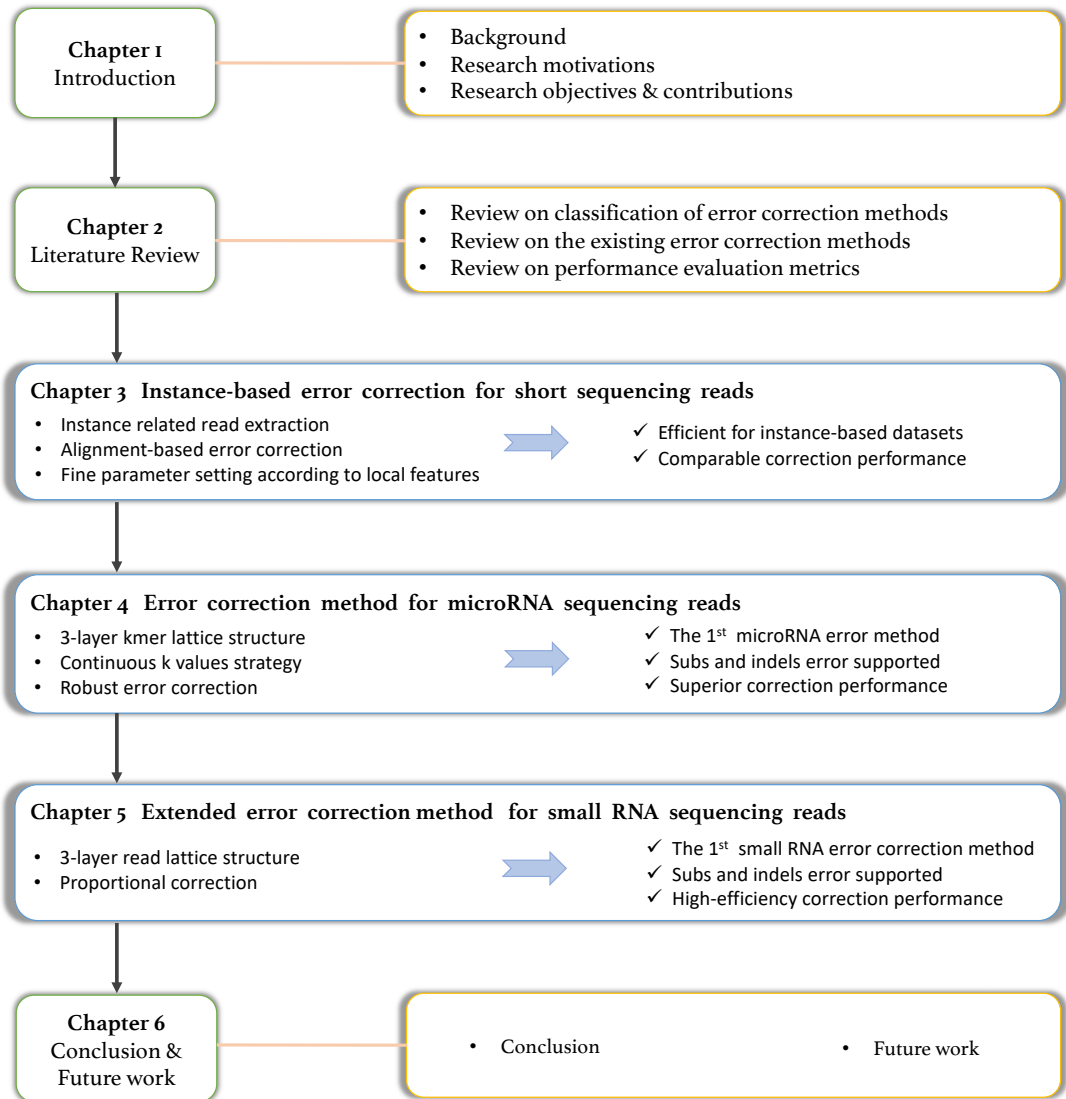 Chapter 1
Introduction
• Background
• Research motivations
• Research objectives & contributions
Chapter 2
Literature Review
• Review on classification of error correction methods
• Review on the existing error correction methods
• Review on performance evaluation metrics
Chapter 3 Instance-based error correction for short sequencing reads
• Instance related read extraction
• Alignment-based error correction
• Fine parameter setting according to local features
✓ Efficient for instance-based datasets
✓ Comparable correction performance
Chapter 4 Error correction method for microRNA sequencing reads
• 3-layer kmer lattice structure
• Continuous k values strategy
• Robust error correction
✓ The 1st microRNA error method
✓ Subs and indels error supported
✓ Superior correction performance
Chapter 5 Extended error correction method for small RNA sequencing reads
• 3-layer read lattice structure
• Proportional correction
✓ The 1st small RNA error correction method
✓ Subs and indels error supported
✓ High-efficiency correction performance
Chapter 6
Conclusion &
Future work
• Conclusion
• Future work